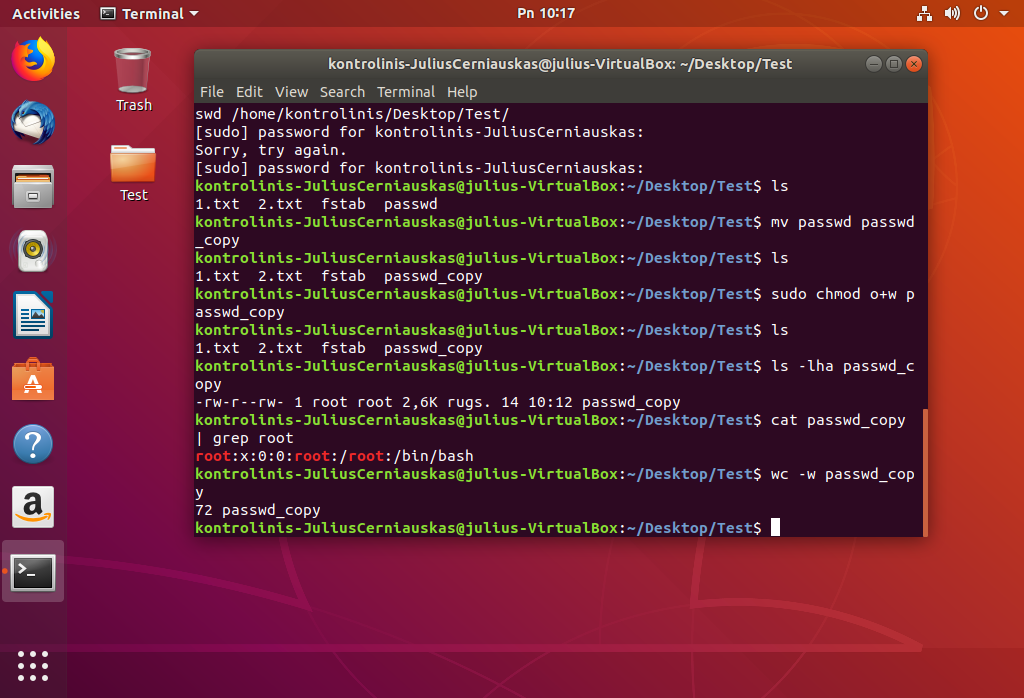 Activities Terminal Pn 10:17
Trash
Test
kontrolinis-JuliusCerniauskas@julius-VirtualBox: ~/Desktop/Test
File Edit View Search Terminal Help
swd /home/kontrolinis/Desktop/Test/
[sudo] password for kontrolinis-JuliusCerniauskas:
Sorry, try again.
[sudo] password for kontrolinis-JuliusCerniauskas:
kontrolinis-JuliusCerniauskas@julius-VirtualBox:~/Desktop/Test$ ls
1.txt  2.txt  fstab  passwd
kontrolinis-JuliusCerniauskas@julius-VirtualBox:~/Desktop/Test$ mv passwd passwd
_copy
kontrolinis-JuliusCerniauskas@julius-VirtualBox:~/Desktop/Test$ ls
1.txt  2.txt  fstab  passwd_copy
kontrolinis-JuliusCerniauskas@julius-VirtualBox:~/Desktop/Test$ sudo chmod o+w p
asswd_copy
kontrolinis-JuliusCerniauskas@julius-VirtualBox:~/Desktop/Test$ ls
1.txt  2.txt  fstab  passwd_copy
kontrolinis-JuliusCerniauskas@julius-VirtualBox:~/Desktop/Test$ ls -lha passwd_c
opy
-rw-r--rw- 1 root root 2,6K rugs. 14 10:12 passwd_copy
kontrolinis-JuliusCerniauskas@julius-VirtualBox:~/Desktop/Test$ cat passwd_copy
| grep root
root:x:0:0:root:/root:/bin/bash
kontrolinis-JuliusCerniauskas@julius-VirtualBox:~/Desktop/Test$ wc -w passwd_cop
y
72 passwd_copy
kontrolinis-JuliusCerniauskas@julius-VirtualBox:~/Desktop/Test$